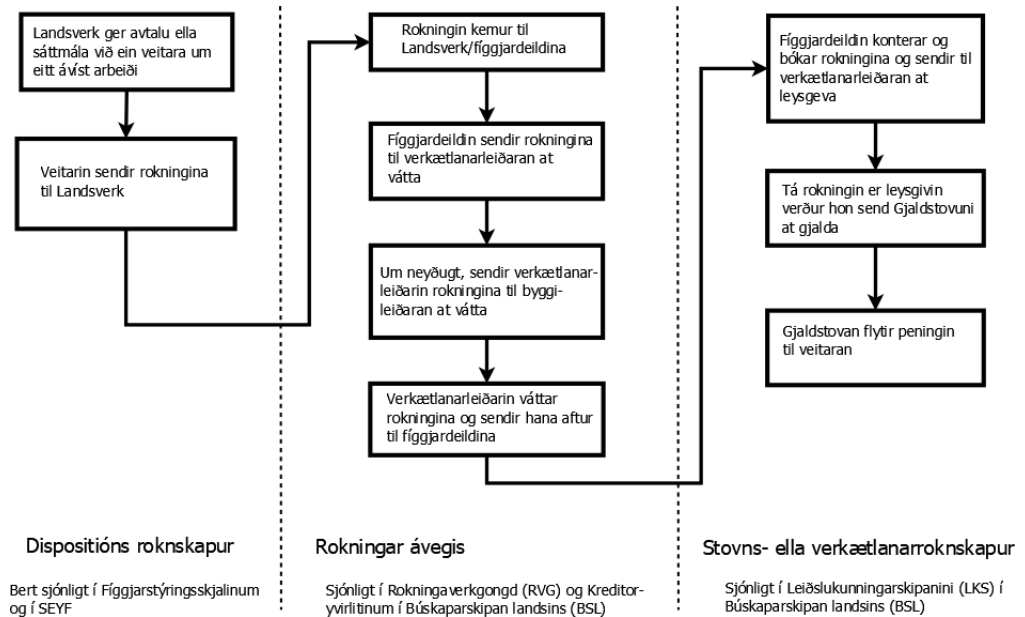 Landsverk ger avtalu ella
sáttmála við ein veitara um
eitt ávíst arbeiði
Veitarin sendir rokningina
til Landsverk
Rokningin kemur til
Landsverk/fíggjardeildina
Fíggjardeildin sendir rokningina
til verkætlanarleiðaran at
vátta
Um neyðugt, sendir verkætlanar-
leiðarin rokningina til byggi-
leiðaran at vátta
Verkætlanarleiðarin váttar
rokningina og sendir hana aftur
til fíggjardeildina
Fíggjardeildin konterar og
bókar rokningina og sendir til
verkætlanarleiðaran at
leysgeva
Tá rokningin er leysgivin
verður hon send Gjaldstovuni
at gjalda
Gjaldstovan flytir peningin
til veitaran
Dispositións roknskapur
Bert sjónligt í Fíggjarstýringsskjalinum
og í SEYF
Rokningar ávegis
Sjónligt í Rokningaverkgongd (RVG) og Kreditor-
yvirlitinum í Búskaparskipan landsins (BSL)
Stovns- ella verkætlanarroknskapur
Sjónligt í Leiðslukunningarskipanini (LKS) í
Búskaparskipan landsins (BSL)